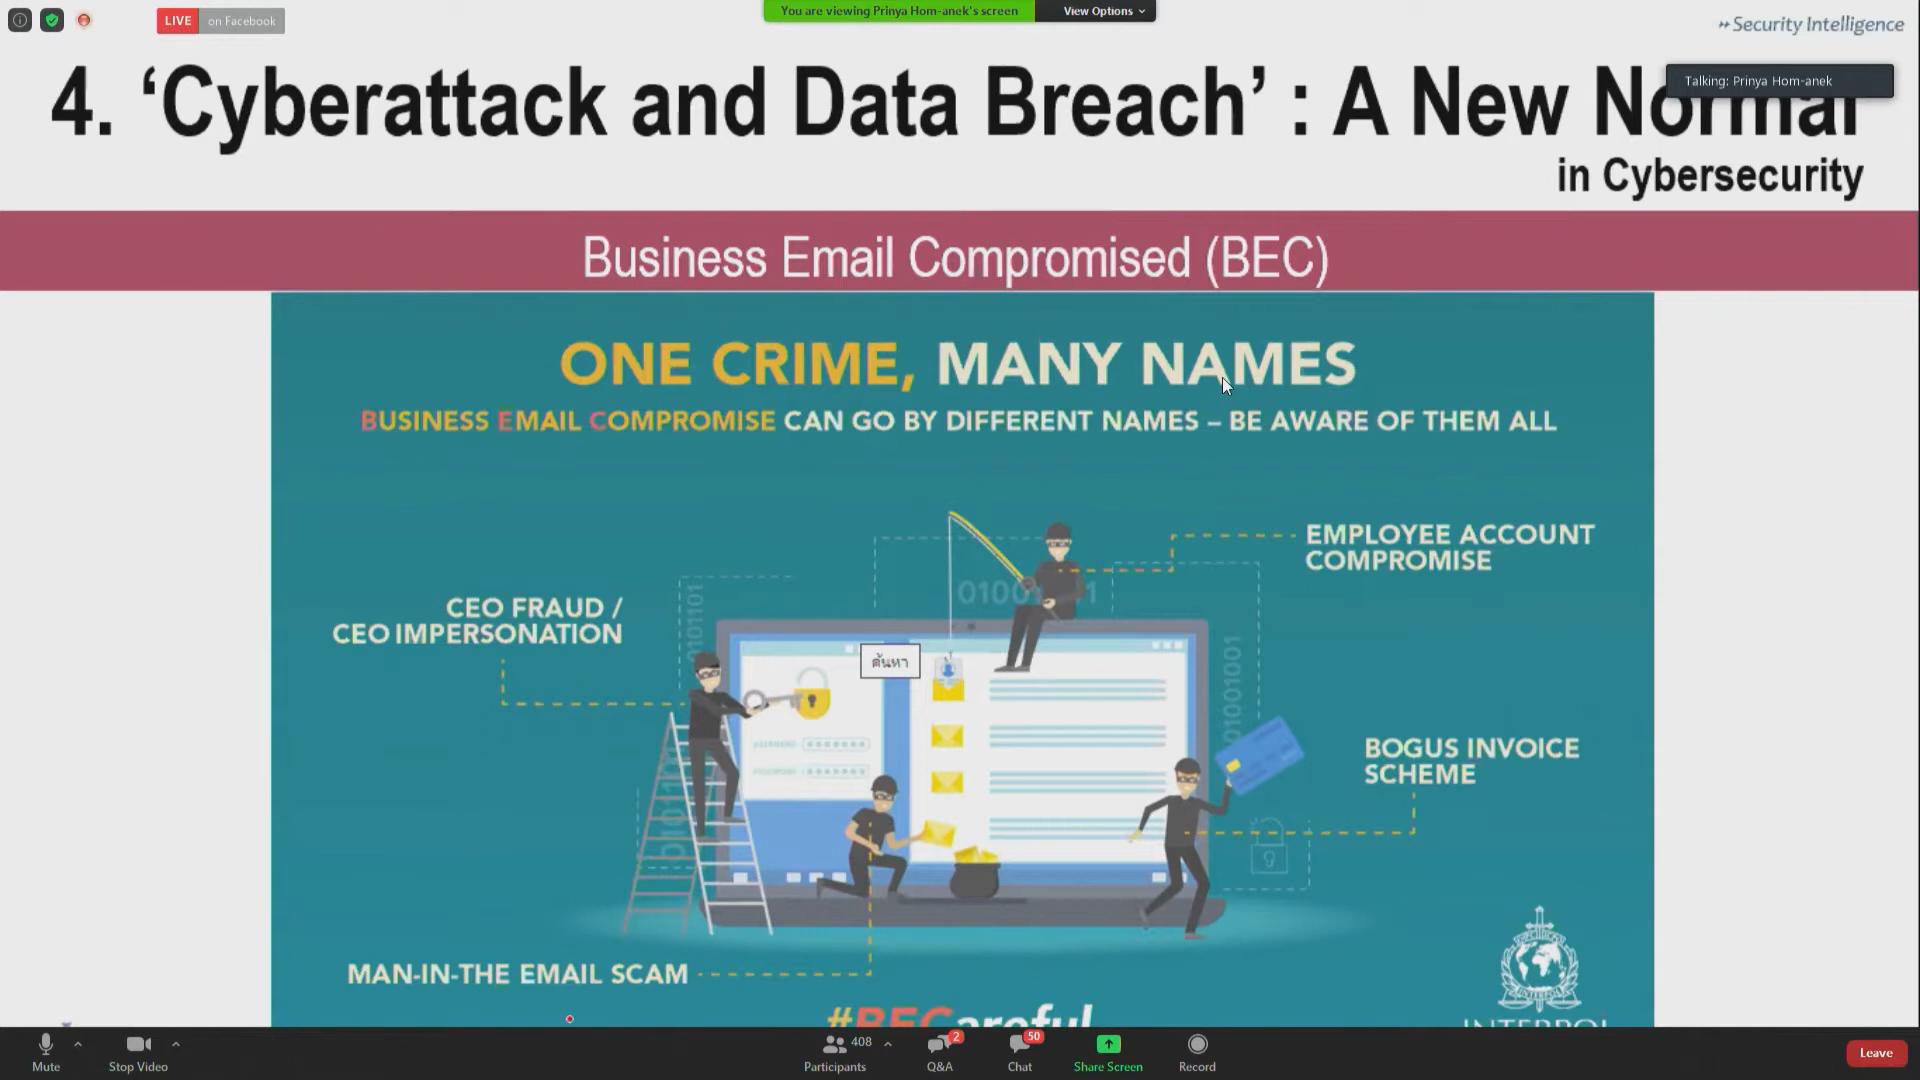 LIVE on Facebook
You are viewing Prinya Hom-anek's screen View Options
Security Intelligence
Talking: Prinya Hom-anek
4. ‘Cyberattack and Data Breach’ : A New Normal
in Cybersecurity
Business Email Compromised (BEC)
ONE CRIME, MANY NAMES
BUSINESS EMAIL COMPROMISE CAN GO BY DIFFERENT NAMES – BE AWARE OF THEM ALL
EMPLOYEE ACCOUNT
COMPROMISE
CEO FRAUD /
CEO IMPERSONATION
ค้นหา
BOGUS INVOICE
SCHEME
MAN-IN-THE EMAIL SCAM
#BECareful
INTERPOL
Mute
Stop Video
408
Participants
2
Q&A
50
Chat
Share Screen
Record
Leave